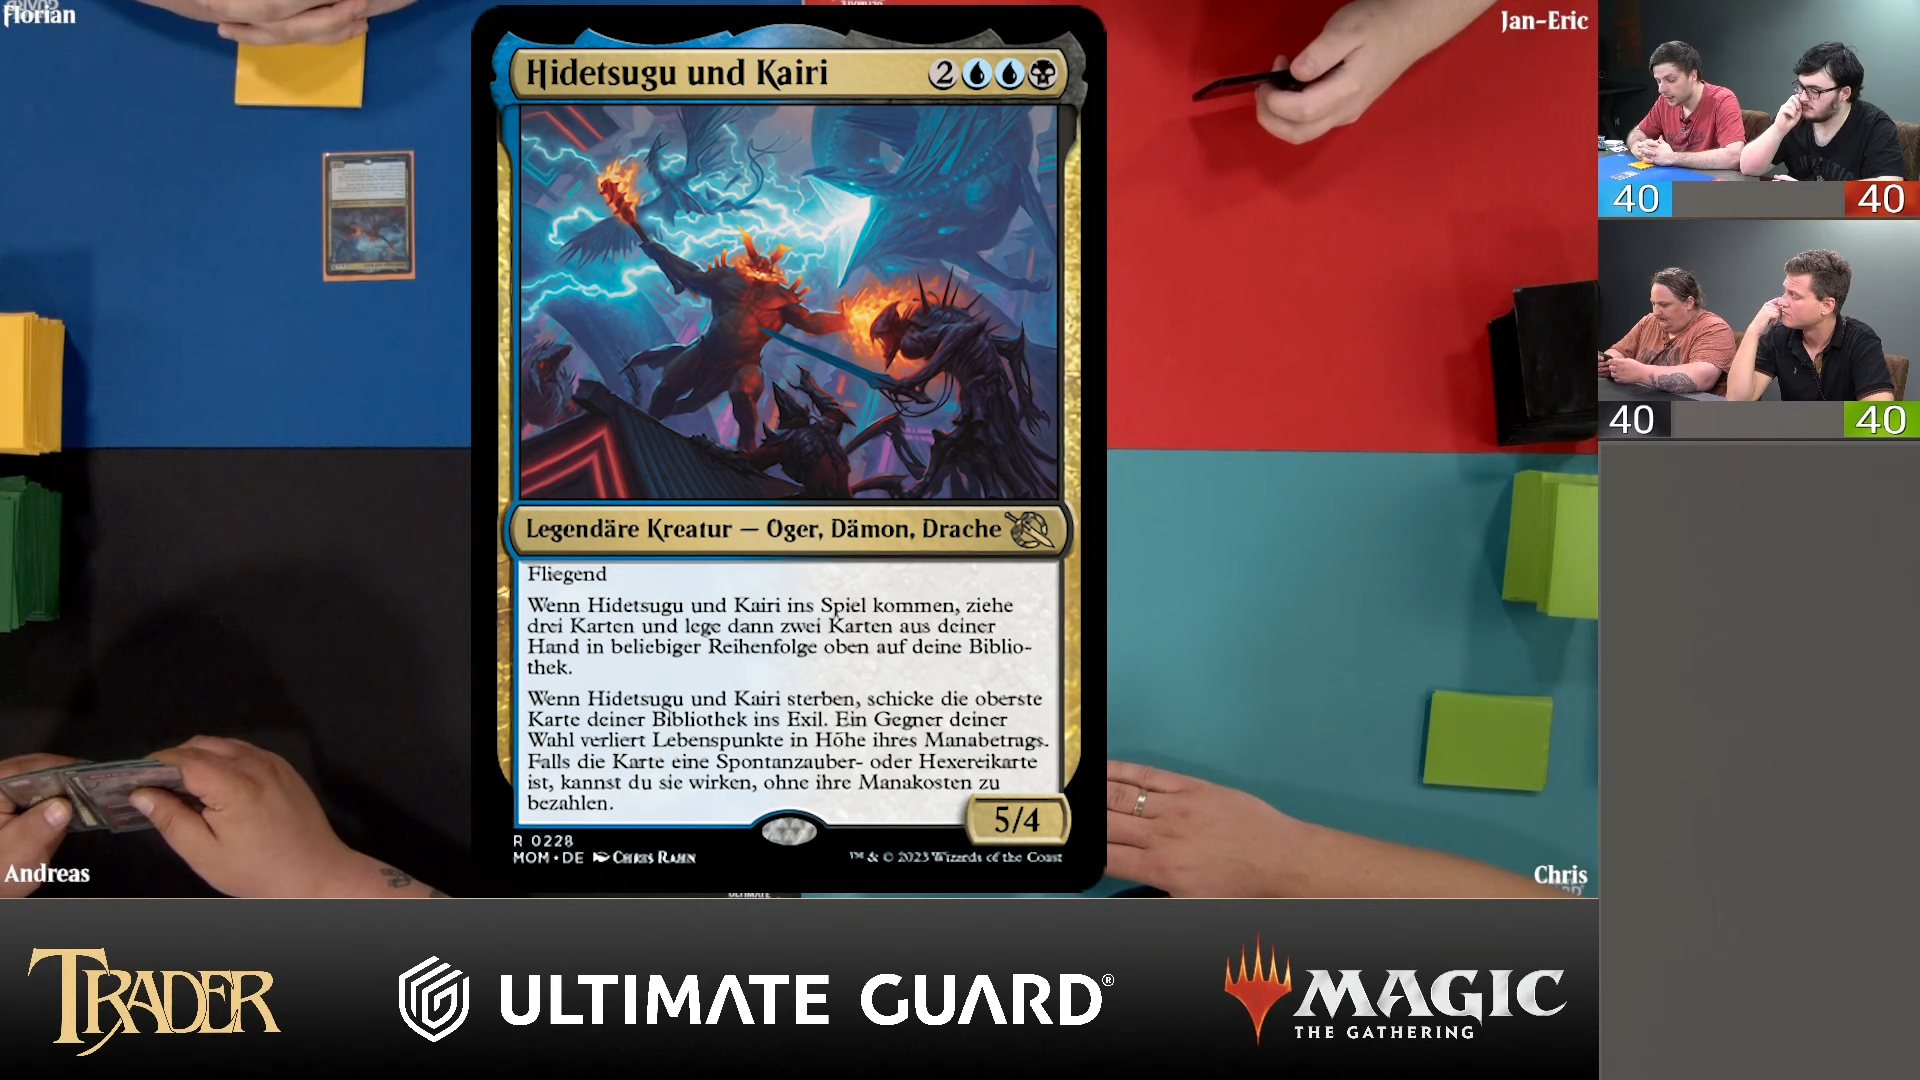 Florian
Jan-Eric
Hidetsugu und Kairi
2
40
40
40
40
Legendäre Kreatur — Oger, Dämon, Drache
Fliegend
Wenn Hidetsugu und Kairi ins Spiel kommen, ziehe
drei Karten und lege dann zwei Karten aus deiner
Hand in beliebiger Reihenfolge oben auf deine Biblio-
thek.
Wenn Hidetsugu und Kairi sterben, schicke die oberste
Karte deiner Bibliothek ins Exil. Ein Gegner deiner
Wahl verliert Lebenspunkte in Höhe ihres Manabetrags.
Falls die Karte eine Spontanzauber- oder Hexereikarte
ist, kannst du sie wirken, ohne ihre Manakosten zu
bezahlen.
5/4
R 0228
MOM • DE Chris Rahn
™ & © 2023 Wizards of the Coast
Andreas
Chris
ULTIMATE
TRADER
ULTIMATE GUARD®
MAGIC
THE GATHERING